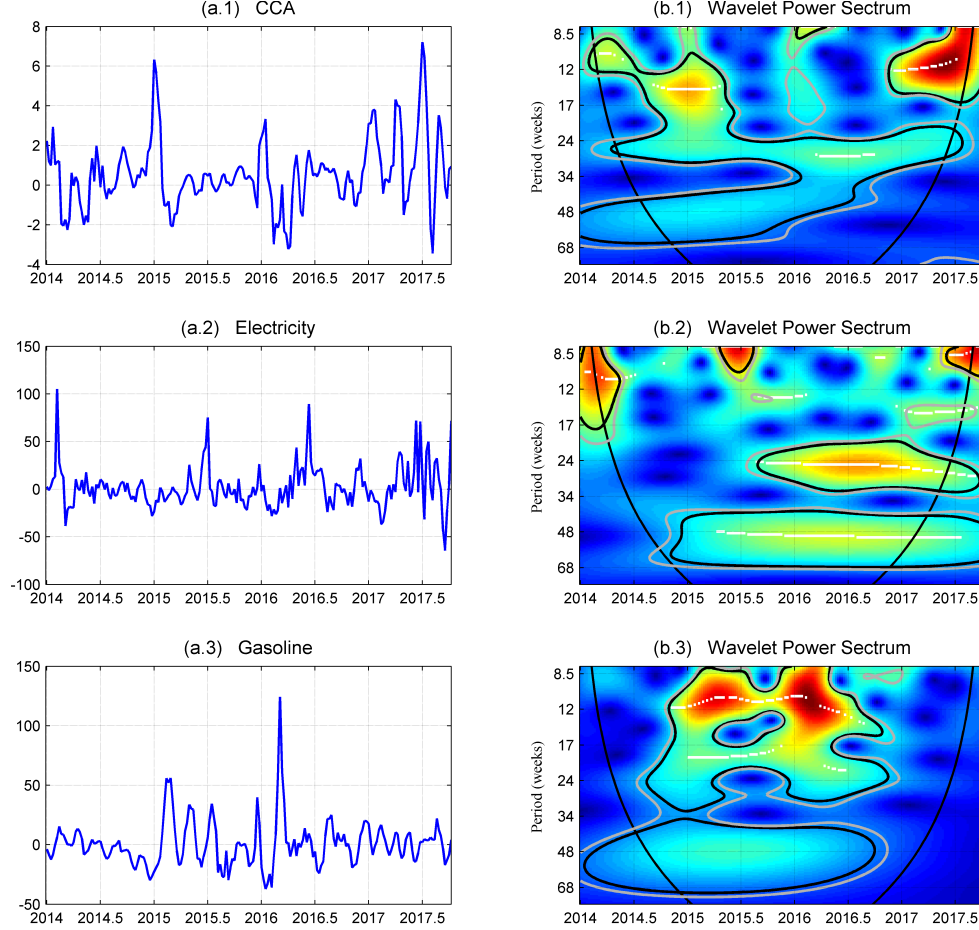 (a.1) CCA
8
6
4
2
0
-2
-4
2014 2014.5 2015 2015.5 2016 2016.5 2017 2017.5
(b.1) Wavelet Power Sectrum
Period (weeks)
8.5
12
17
24
34
48
68
2014 2014.5 2015 2015.5 2016 2016.5 2017 2017.5
(a.2) Electricity
150
100
50
0
-50
-100
2014 2014.5 2015 2015.5 2016 2016.5 2017 2017.5
(b.2) Wavelet Power Sectrum
Period (weeks)
8.5
12
17
24
34
48
68
2014 2014.5 2015 2015.5 2016 2016.5 2017 2017.5
(a.3) Gasoline
150
100
50
0
-50
2014 2014.5 2015 2015.5 2016 2016.5 2017 2017.5
(b.3) Wavelet Power Sectrum
Period (weeks)
8.5
12
17
24
34
48
68
2014 2014.5 2015 2015.5 2016 2016.5 2017 2017.5